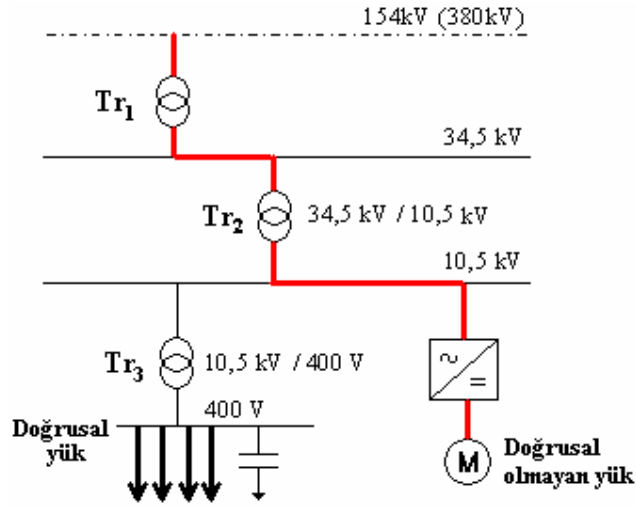 154kV (380kV)
Tr1
34,5 kV
Tr2
34,5 kV / 10,5 kV
10,5 kV
Tr3
10,5 kV / 400 V
~
=
400 V
Doğrusal
yük
M
Doğrusal
olmayan yük